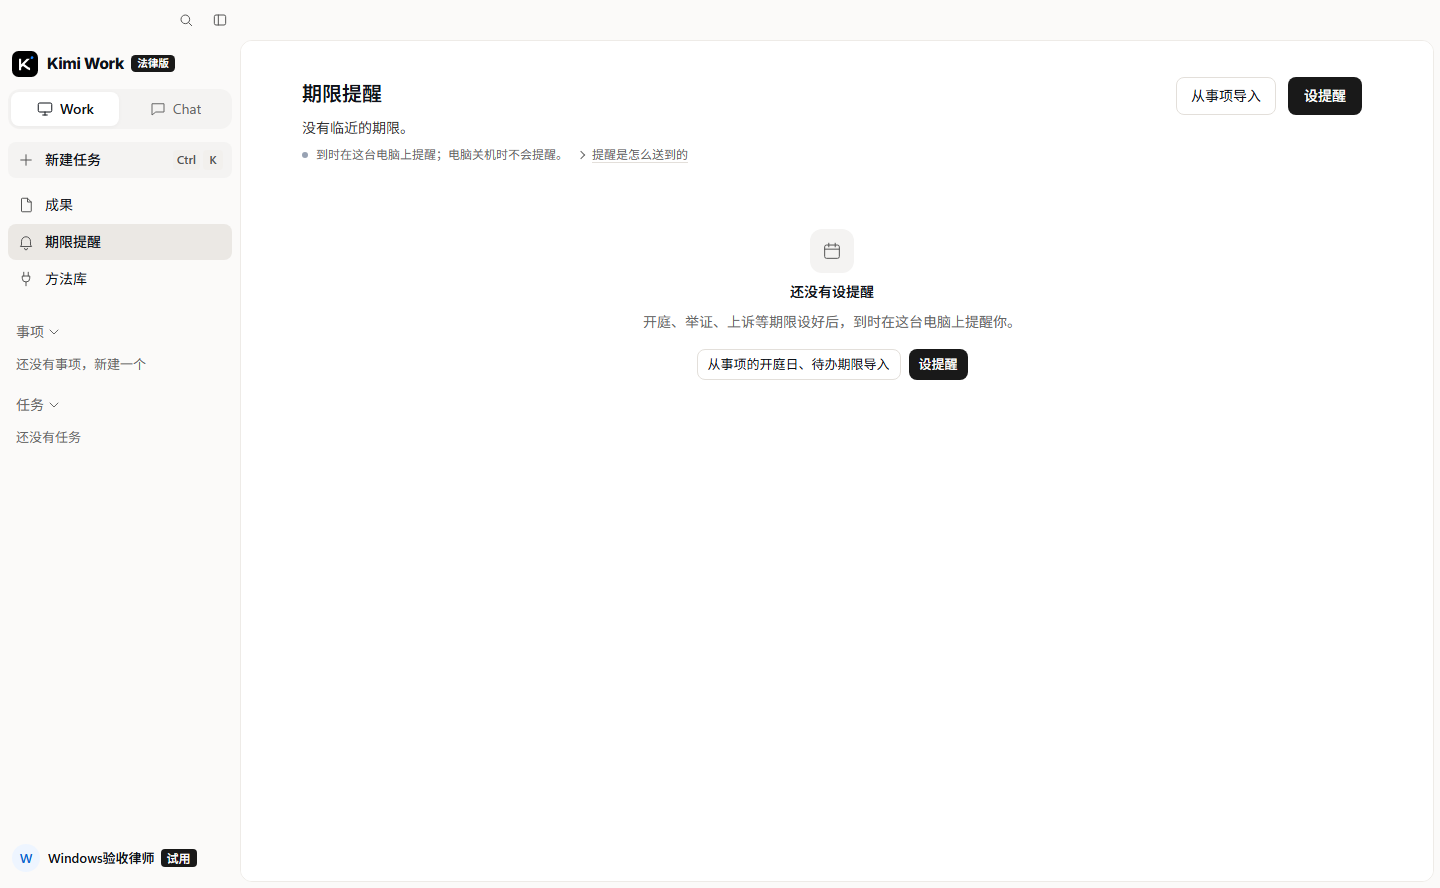 Kimi Work 法律版
Work Chat
新建任务 Ctrl K
成果
期限提醒
方法库
事项
还没有事项，新建一个
任务
还没有任务
W Windows验收律师 试用
期限提醒
从事项导入 设提醒
没有临近的期限。
到时在这台电脑上提醒；电脑关机时不会提醒。 提醒是怎么送到的
还没有设提醒
开庭、举证、上诉等期限设好后，到时在这台电脑上提醒你。
从事项的开庭日、待办期限导入 设提醒